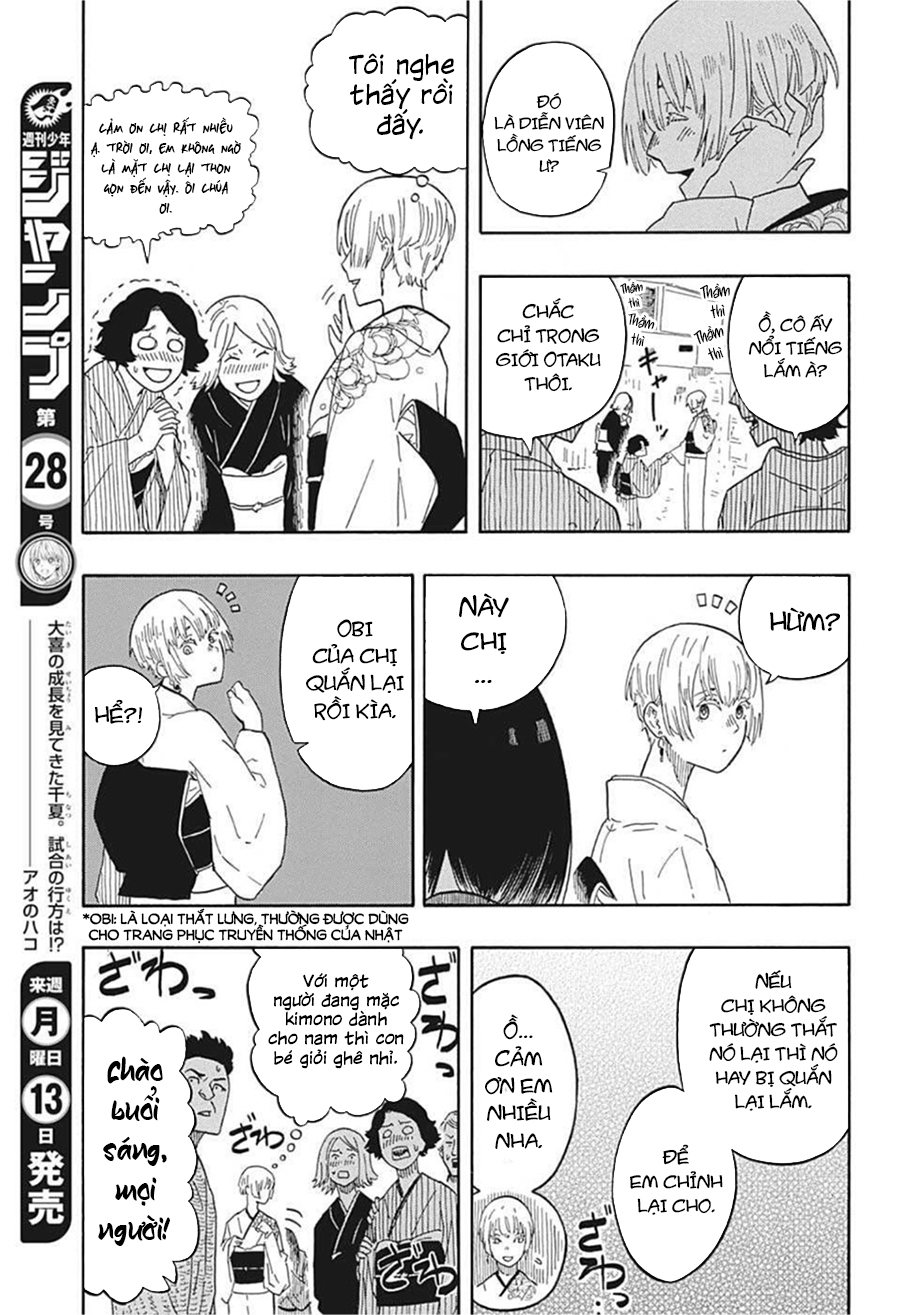 ĐÓ
LÀ DIỄN VIÊN
LỒNG TIẾNG
Ư?
Tôi nghe
thấy rồi
đấy.
CẢM ƠN CHỊ RẤT NHIỀU
Ạ. TRỜI ƠI, EM KHÔNG NGỜ
LÀ MẶT CHỊ LẠI THON
GỌN ĐẾN VẬY. ÔI CHÚA
ƠI.
Ồ, CÔ ẤY
NỔI TIẾNG
LẮM À?
Thầm
thì
Thầm
thì
Thầm
thì
Thầm
thì
CHẮC
CHỈ TRONG
GIỚI OTAKU
THÔI.
HỪM?
NÀY
CHỊ
...
OBI
CỦA CHỊ
QUẮN LẠI
RỒI KÌA.
HỂ?!
*OBI: LÀ LOẠI THẮT LƯNG, THƯỜNG ĐƯỢC DÙNG
CHO TRANG PHỤC TRUYỀN THỐNG CỦA NHẬT
NẾU
CHỊ KHÔNG
THƯỜNG THẮT
NÓ LẠI THÌ NÓ
HAY BỊ QUẮN
LẠI LẮM.
ĐỂ
EM CHỈNH
LẠI CHO.
Ồ...
CẢM
ƠN EM
NHIỀU
NHA.
ざわ…
ざわっ
Với một
người đang mặc
kimono dành
cho nam thì con
bé giỏi ghê nhỉ.
ざわっ
ざわっ
ざわっ
Chào
buổi
sáng,
mọi
người!
週刊少年
ジャンプ
第
28
号
大喜の成長を見てきた千夏。試合の行方は!?
アオのハコ
来週
月
曜日
13
日
発売